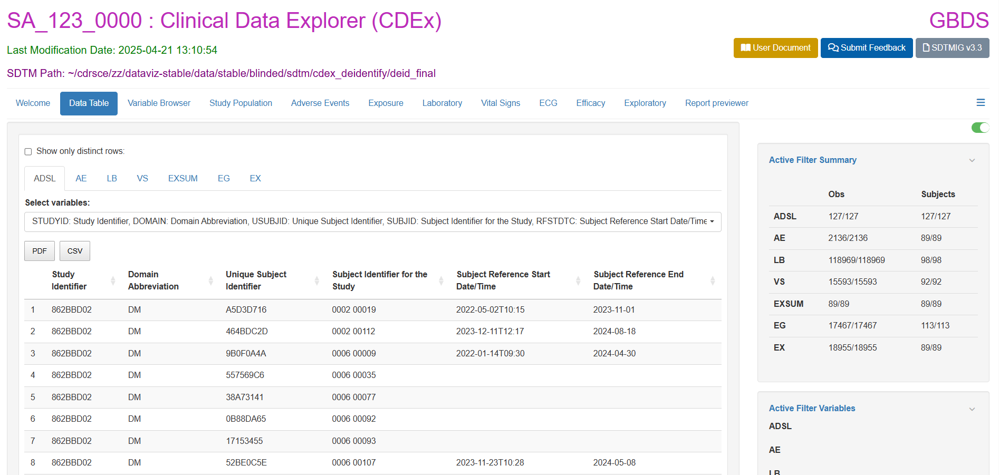 SA_123_0000 : Clinical Data Explorer (CDEx)
GBDS
Last Modification Date: 2025-04-21 13:10:54
User Document
Submit Feedback
SDTMIG v3.3
SDTM Path: ~/cdrsce/zz/dataviz-stable/data/stable/blinded/sdtm/cdex_deidentify/deid_final
Welcome Data Table Variable Browser Study Population Adverse Events Exposure Laboratory Vital Signs ECG Efficacy Exploratory Report previewer
Show only distinct rows:
ADSL AE LB VS EXSUM EG EX
Select variables:
STUDYID: Study Identifier, DOMAIN: Domain Abbreviation, USUBJID: Unique Subject Identifier, SUBJID: Subject Identifier for the Study, RFSTDTC: Subject Reference Start Date/Time
PDF CSV
Study Identifier Domain Abbreviation Unique Subject Identifier Subject Identifier for the Study Subject Reference Start Date/Time Subject Reference End Date/Time
1 862BBD02 DM A5D3D716 0002 00019 2022-05-02T10:15 2023-11-01
2 862BBD02 DM 464BDC2D 0002 00112 2023-12-11T12:17 2024-08-18
3 862BBD02 DM 9B0F0A4A 0006 00009 2022-01-14T09:30 2024-04-30
4 862BBD02 DM 557569C6 0006 00035
5 862BBD02 DM 38A73141 0006 00077
6 862BBD02 DM 0B88DA65 0006 00092
7 862BBD02 DM 17153455 0006 00093
8 862BBD02 DM 52BE0C5E 0006 00107 2023-11-23T10:28 2024-05-08
Active Filter Summary
Obs Subjects
ADSL 127/127 127/127
AE 2136/2136 89/89
LB 118969/118969 98/98
VS 15593/15593 92/92
EXSUM 89/89 89/89
EG 17467/17467 113/113
EX 18955/18955 89/89
Active Filter Variables
ADSL
AE
LB